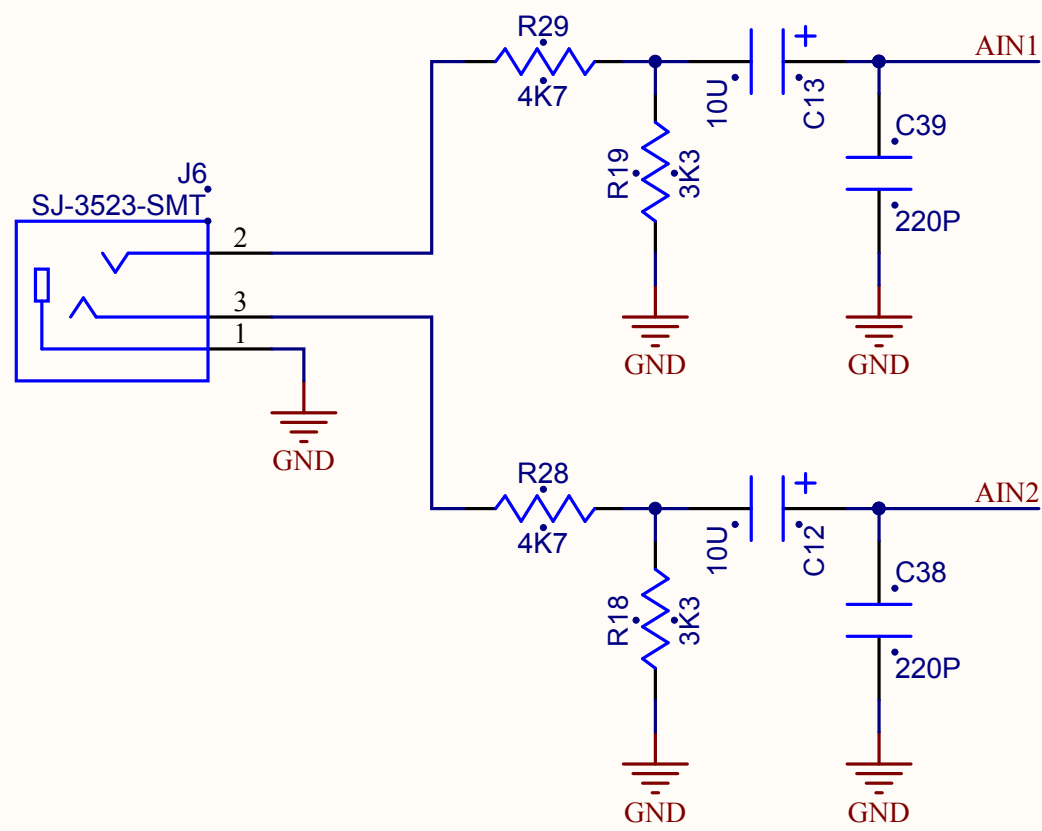 R29
4K7
10U
C13
AIN1
R19
3K3
C39
220P
GND
GND
J6
SJ-3523-SMT
2
3
1
GND
R28
4K7
10U
C12
AIN2
R18
3K3
C38
220P
GND
GND